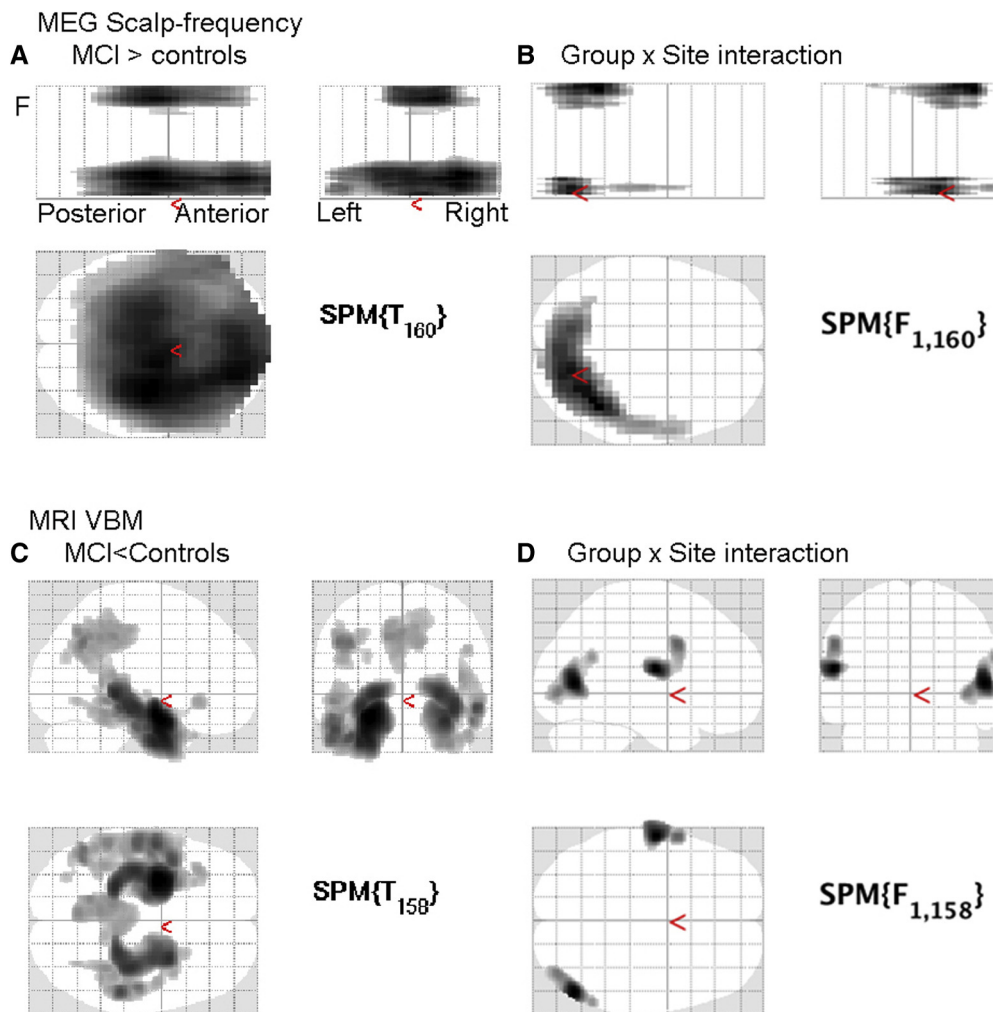 MEG Scalp-frequency
A MCI > controls
B Group x Site interaction
F
Posterior Anterior
Left Right
SPM{T160}
SPM{F1,160}
MRI VBM
C MCI<Controls
D Group x Site interaction
SPM{T158}
SPM{F1,158}